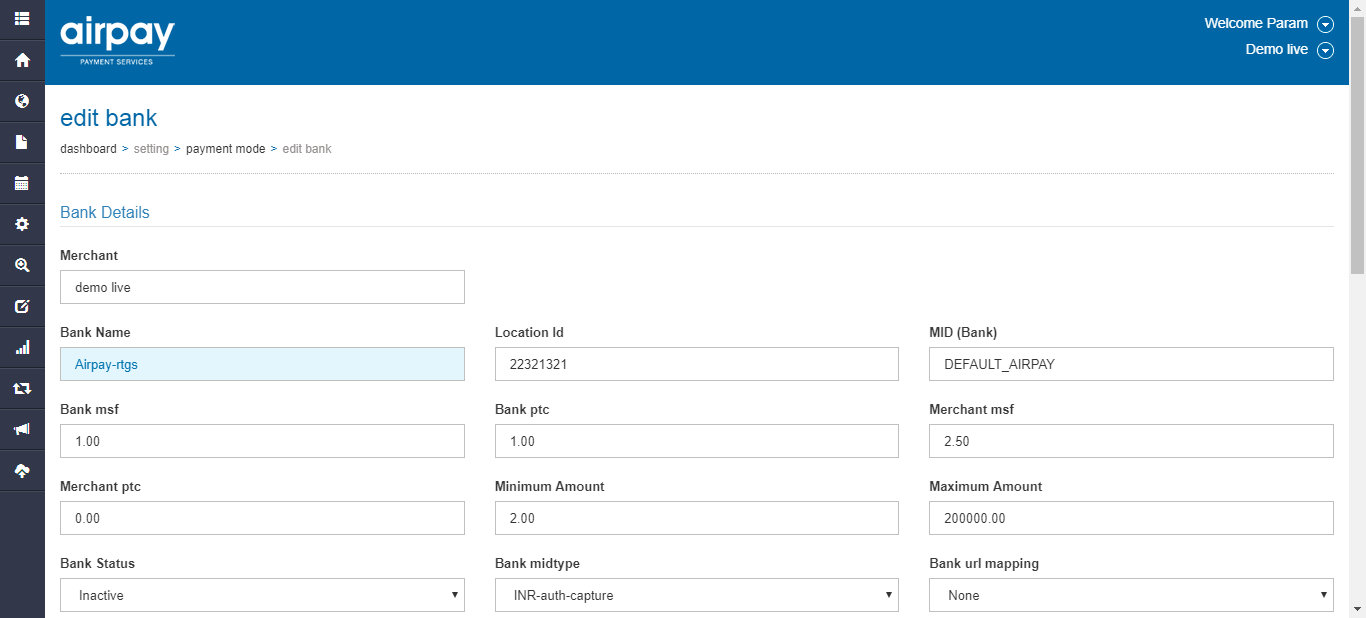 airpay
PAYMENT SERVICES
Welcome Param
Demo live
edit bank
dashboard > setting > payment mode > edit bank
Bank Details
Merchant
demo live
Bank Name Location Id MID (Bank)
Airpay-rtgs 22321321 DEFAULT_AIRPAY
Bank msf Bank ptc Merchant msf
1.00 1.00 2.50
Merchant ptc Minimum Amount Maximum Amount
0.00 2.00 200000.00
Bank Status Bank midtype Bank url mapping
Inactive INR-auth-capture None